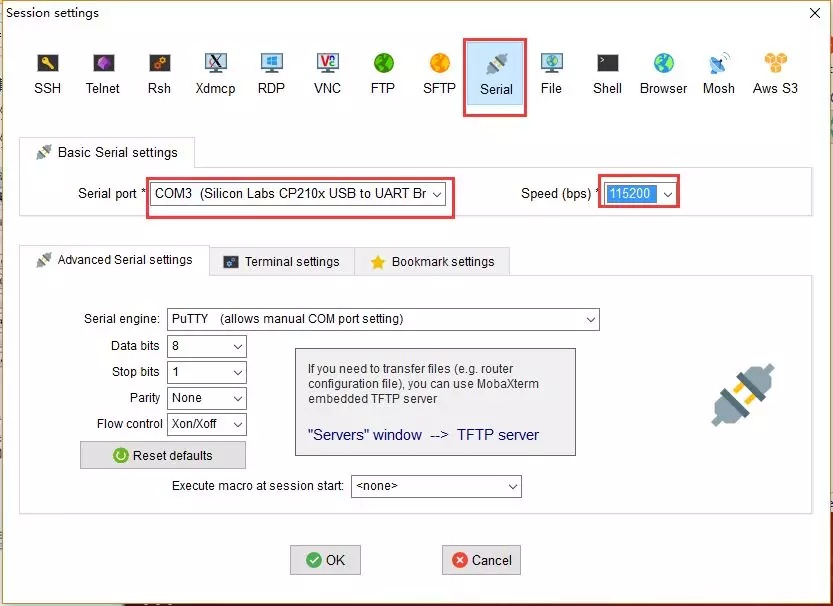 Session settings
SSH Telnet Rsh Xdmcp RDP VNC FTP SFTP Serial File Shell Browser Mosh Aws S3
Basic Serial settings
Serial port * COM3 (Silicon Labs CP210x USB to UART Br Speed (bps) * 115200
Advanced Serial settings Terminal settings Bookmark settings
Serial engine: PuTTY (allows manual COM port setting)
Data bits 8
Stop bits 1
Parity None
Flow control Xon/Xoff
Reset defaults
If you need to transfer files (e.g. router
configuration file), you can use MobaXterm
embedded TFTP server
"Servers" window --> TFTP server
Execute macro at session start: <none>
OK Cancel